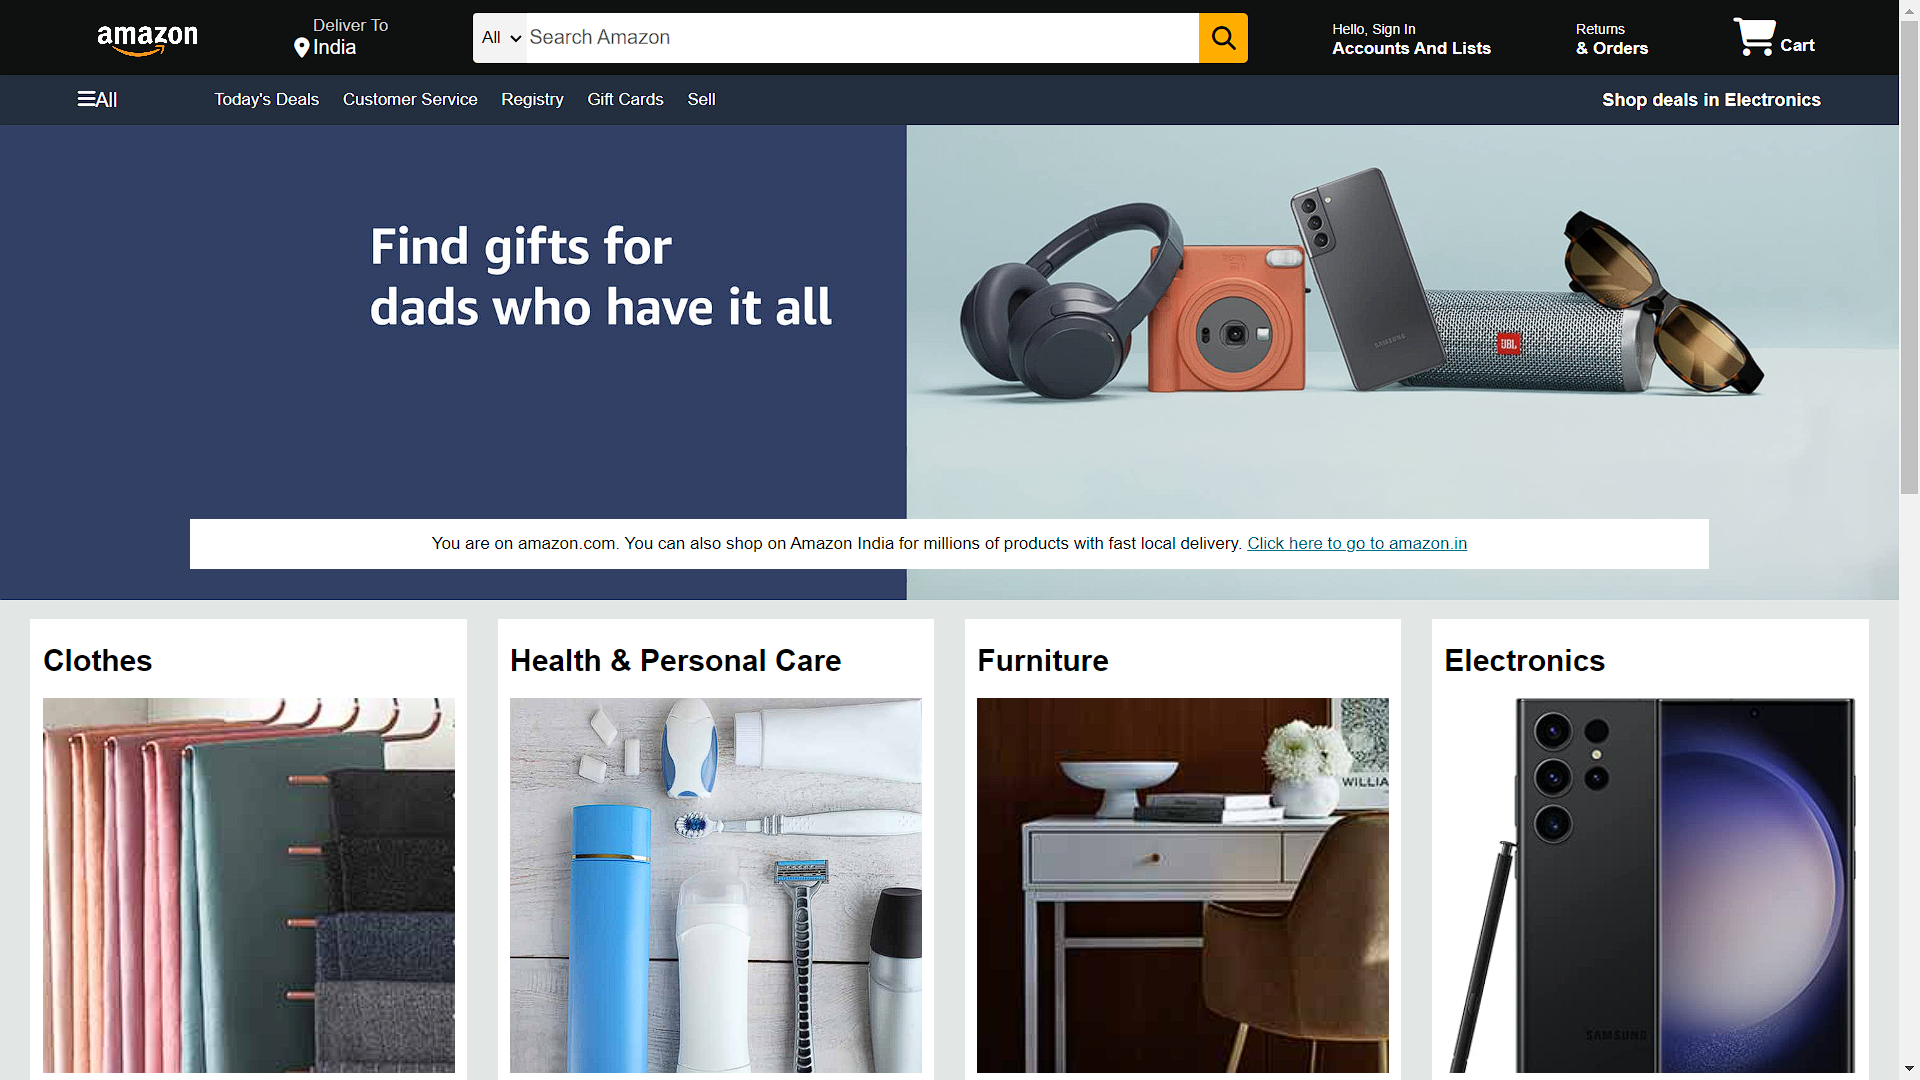 amazon
Deliver To
India
All
Search Amazon
Hello, Sign In
Accounts And Lists
Returns
& Orders
Cart
All
Today's Deals
Customer Service
Registry
Gift Cards
Sell
Shop deals in Electronics
Find gifts for
dads who have it all
SAMSUNG
JBL
You are on amazon.com. You can also shop on Amazon India for millions of products with fast local delivery. Click here to go to amazon.in
Clothes
Health & Personal Care
Furniture
Electronics
WILLIA
SAMSUNG